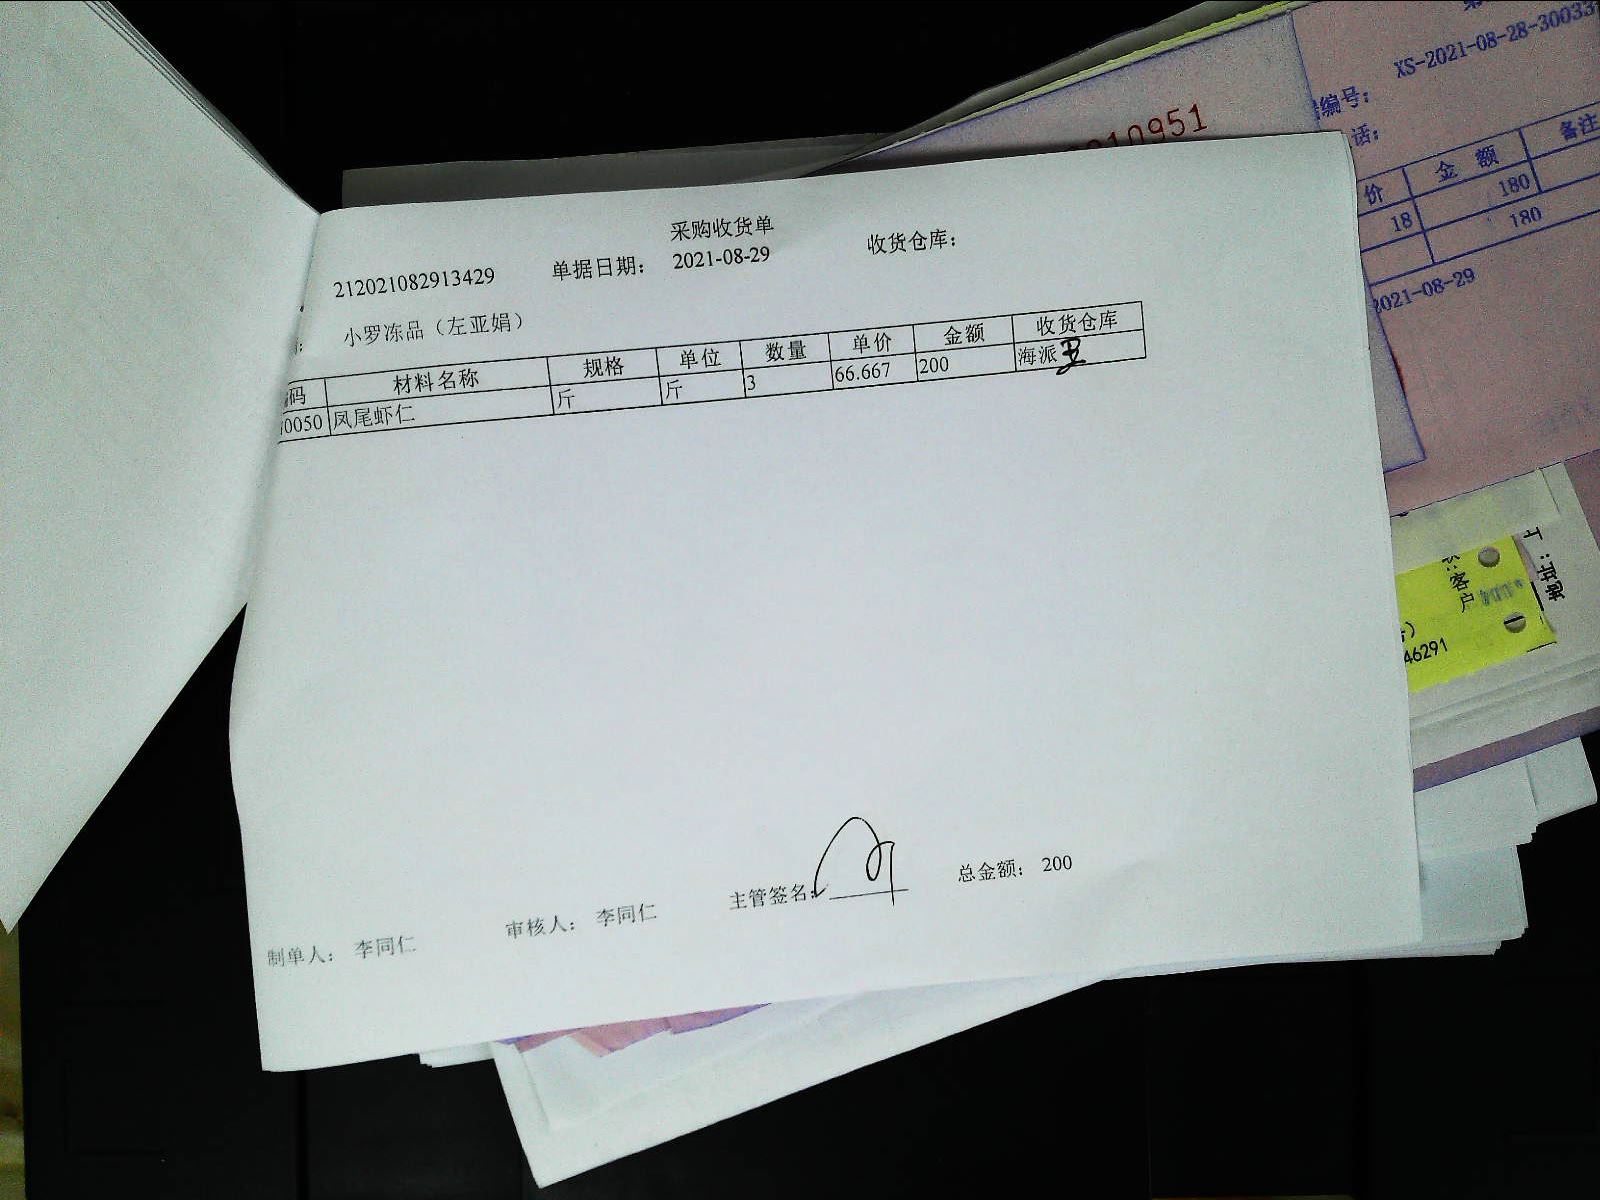 采购收货单
212021082913429 单据日期： 2021-08-29 收货仓库：
小罗冻品（左亚娟）
码 材料名称 规格 单位 数量 单价 金额 收货仓库
0050 凤尾虾仁 斤 斤 3 66.667 200 海派
制单人： 李同仁 审核人： 李同仁 主管签名： 总金额： 200
10951
XS-2021-08-28-30033
编号：
话：
价 金 额 备注
18 180
180
2021-08-29
客户
地址：
46291